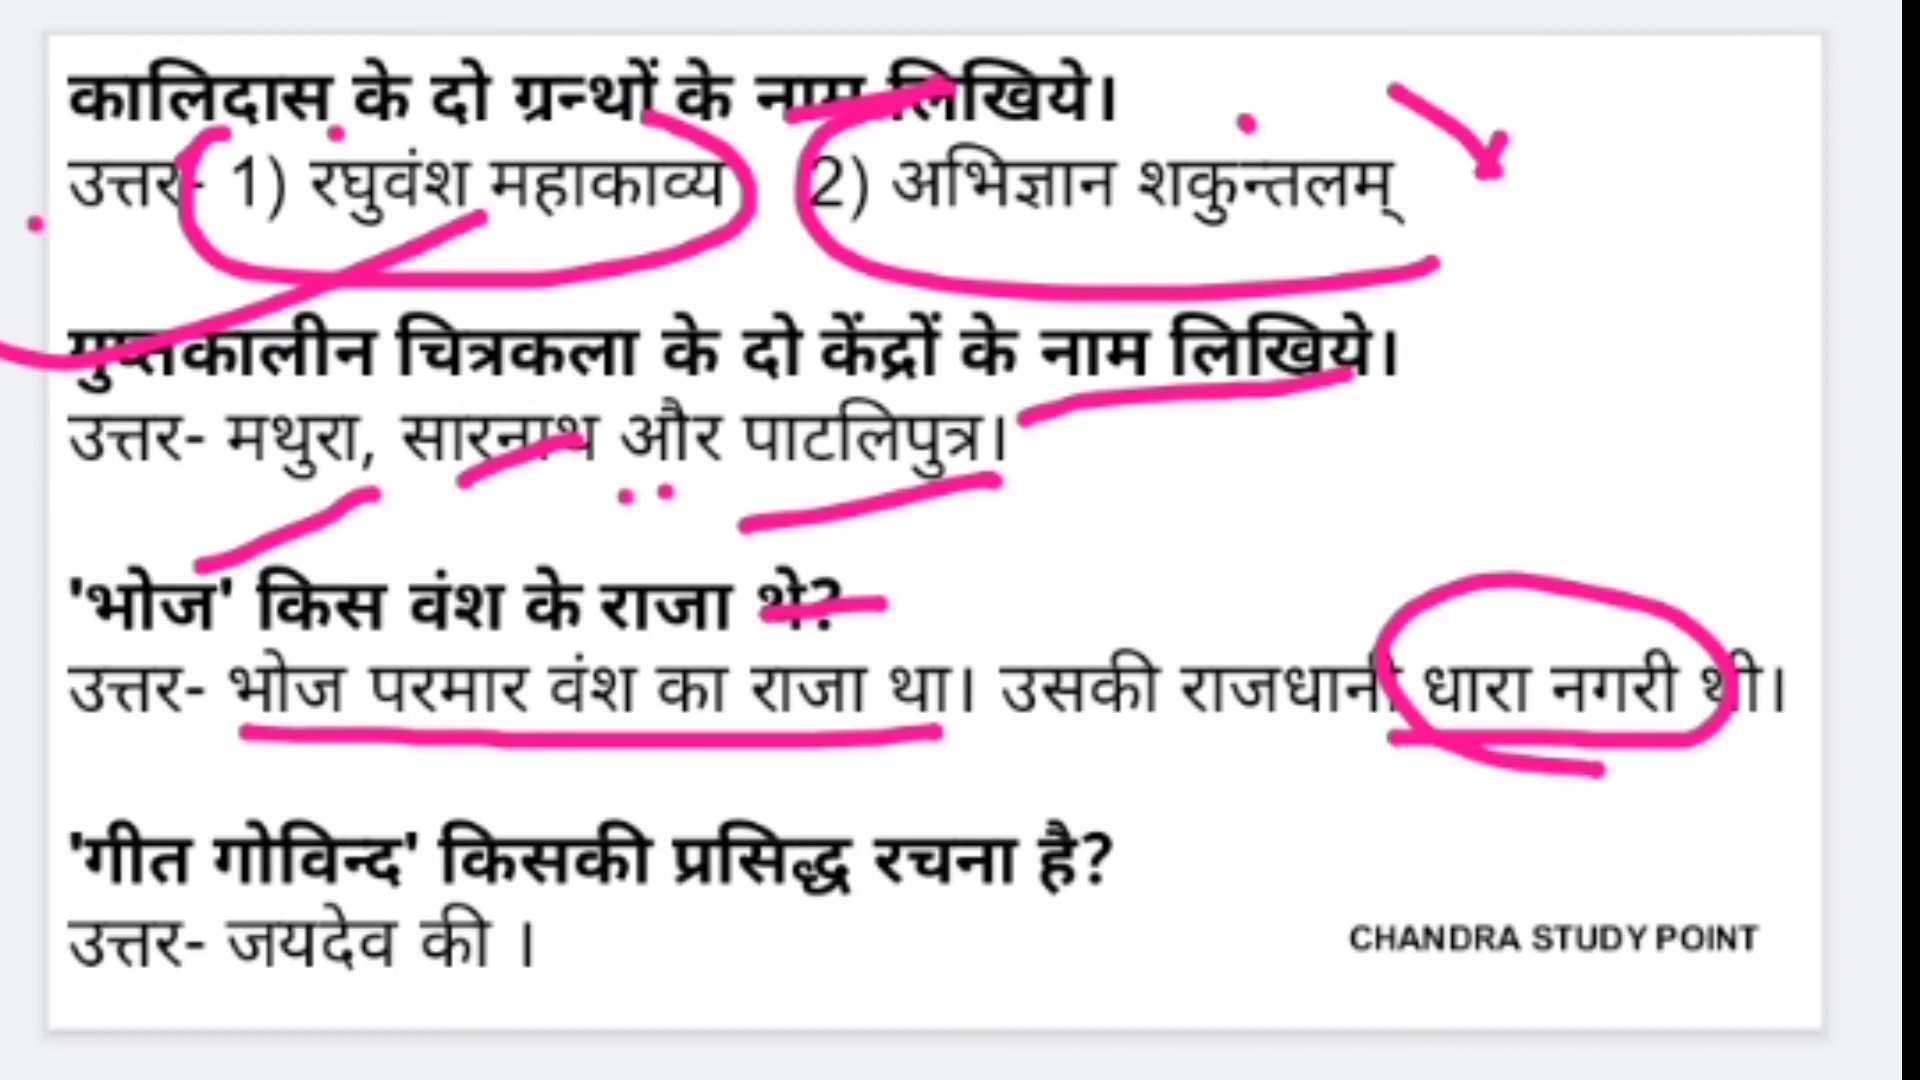 कालिदास के दो ग्रन्थों के नाम लिखिये।
उत्तर- 1) रघुवंश महाकाव्य 2) अभिज्ञान शकुन्तलम्
गुप्तकालीन चित्रकला के दो केंद्रों के नाम लिखिये।
उत्तर- मथुरा, सारनाथ और पाटलिपुत्र।
'भोज' किस वंश के राजा थे?
उत्तर- भोज परमार वंश का राजा था। उसकी राजधानी धारा नगरी थी।
'गीत गोविन्द' किसकी प्रसिद्ध रचना है?
उत्तर- जयदेव की ।
CHANDRA STUDY POINT